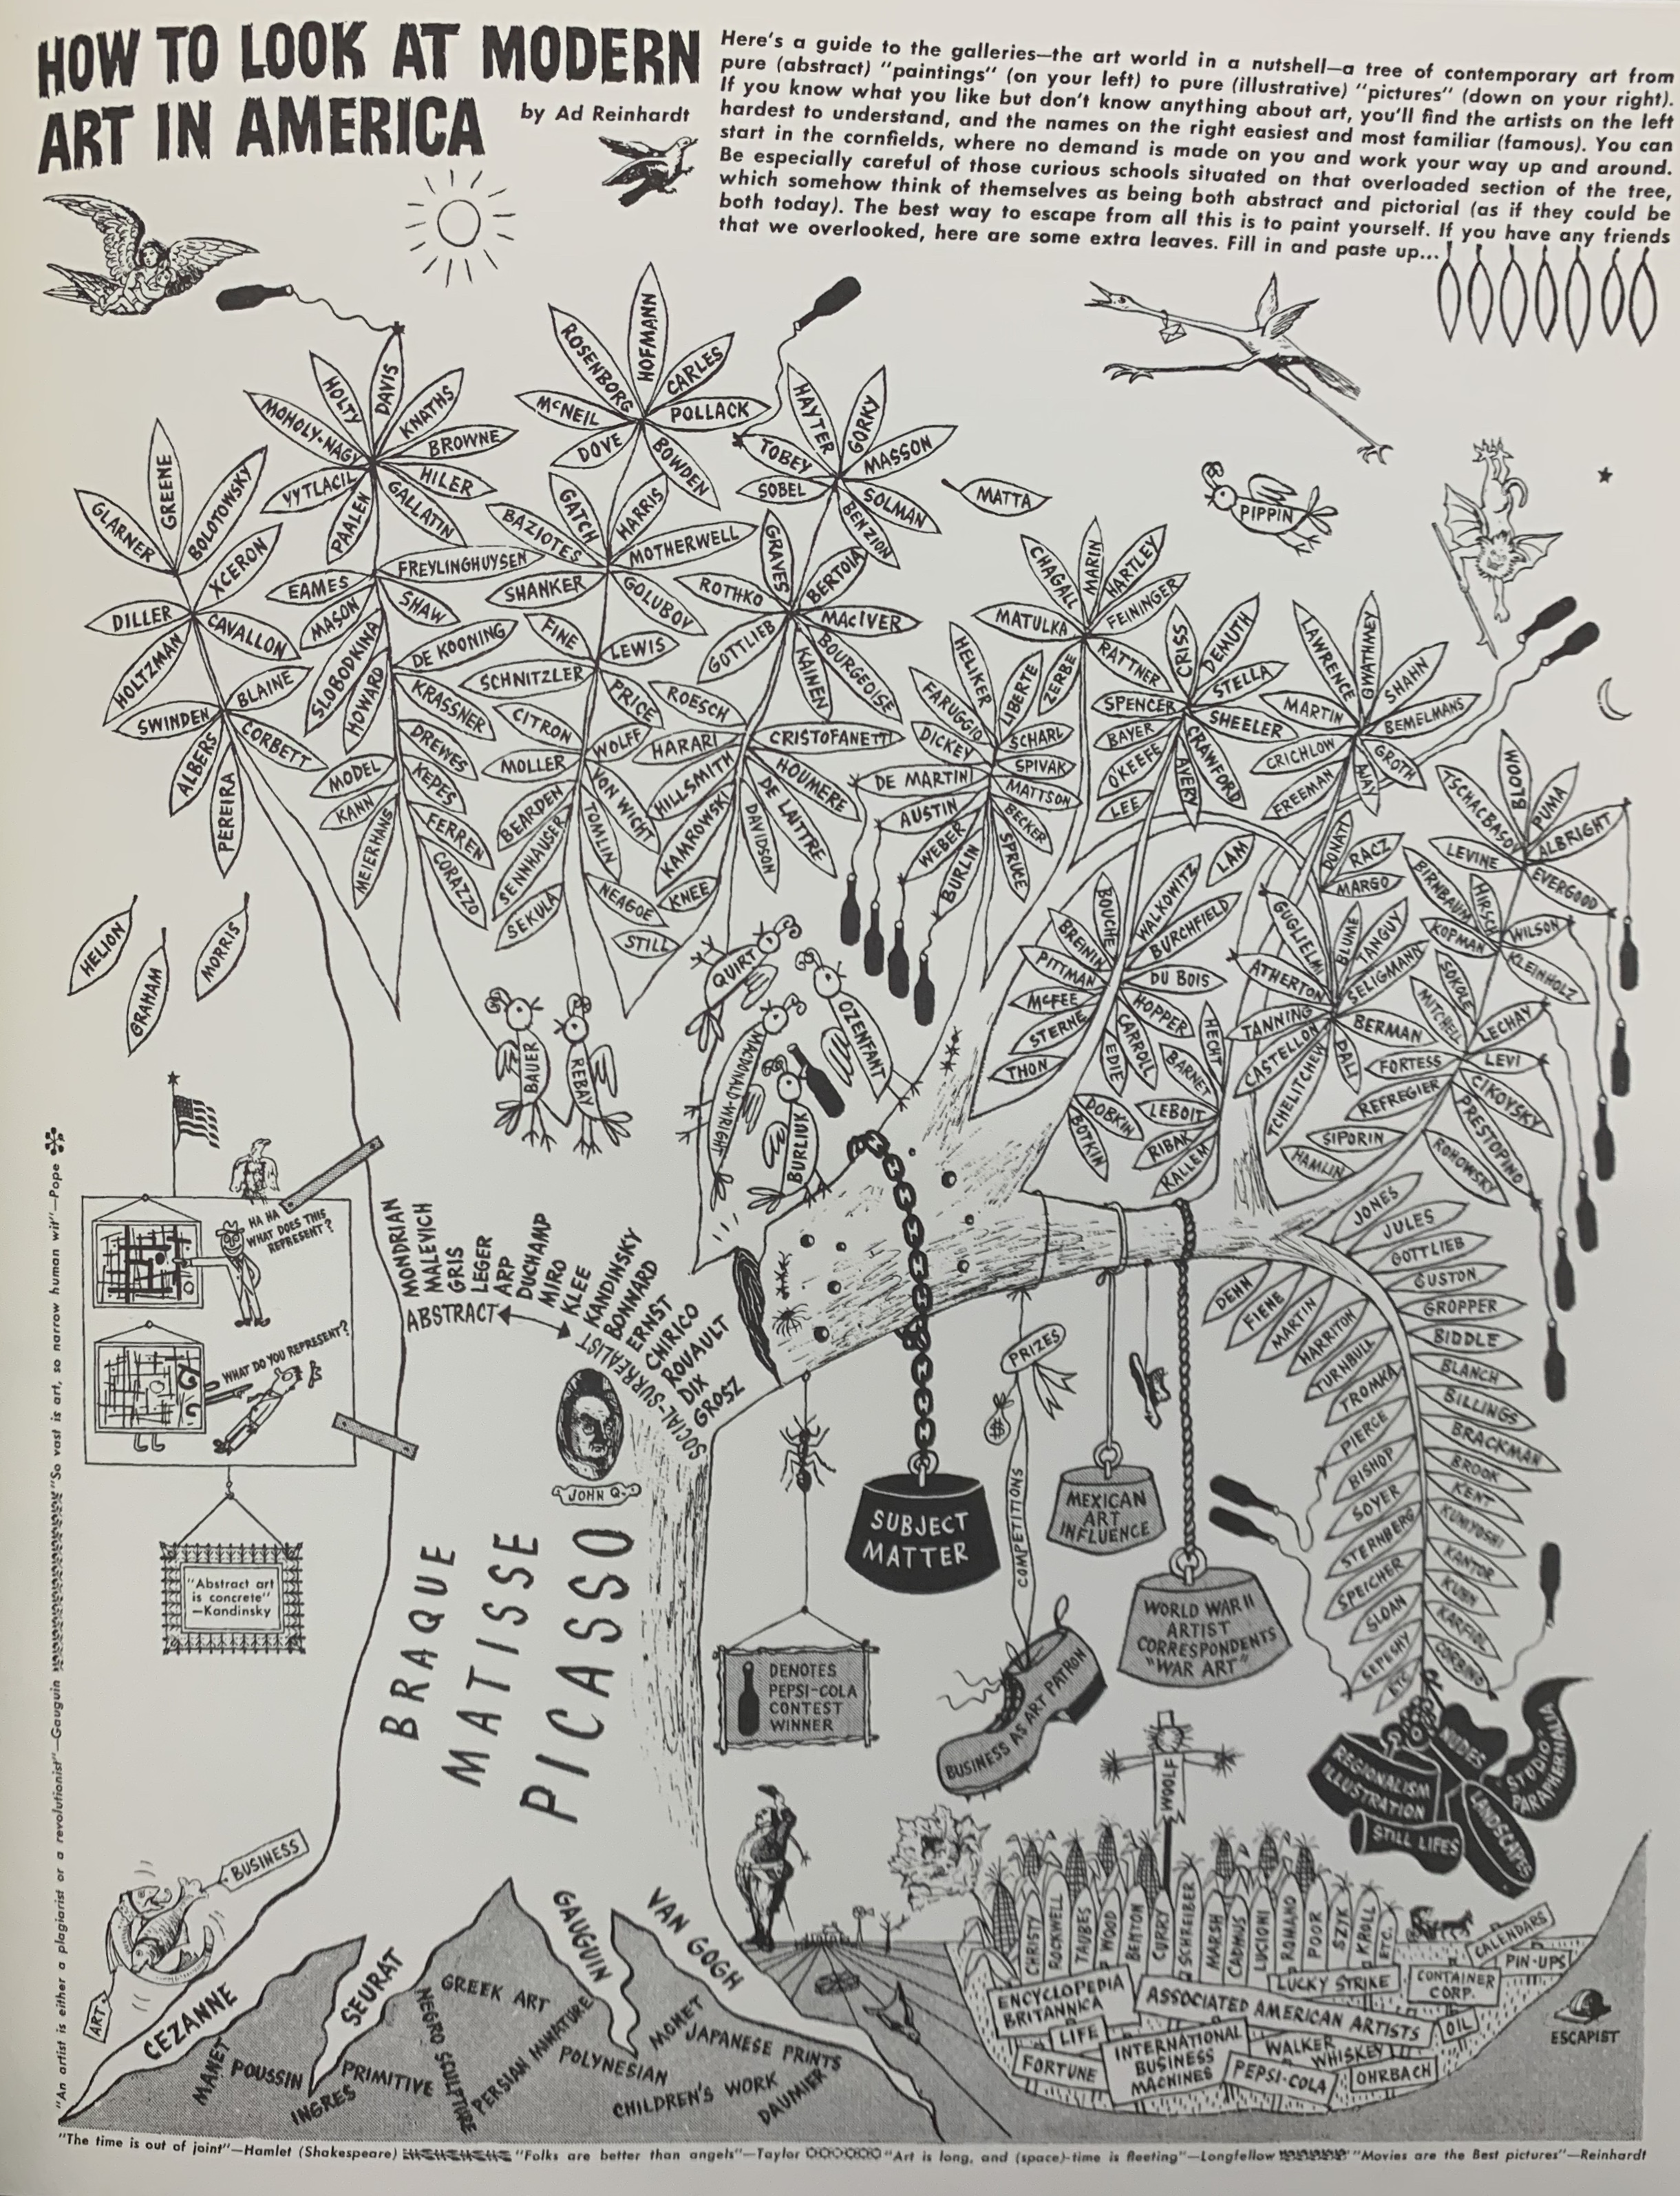 HOW TO LOOK AT MODERN
ART IN AMERICA
by Ad Reinhardt
Here's a guide to the galleries—the art world in a nutshell—a tree of contemporary art from
pure (abstract) "paintings" (on your left) to pure (illustrative) "pictures" (down on your right).
If you know what you like but don't know anything about art, you'll find the artists on the left
hardest to understand, and the names on the right easiest and most familiar (famous). You can
start in the cornfields, where no demand is made on you and work your way up and around.
Be especially careful of those curious schools situated on that overloaded section of the tree,
which somehow think of themselves as being both abstract and pictorial (as if they could be
both today). The best way to escape from all this is to paint yourself. If you have any friends
that we overlooked, here are some extra leaves. Fill in and paste up...
GREENE
GLARNER
BOLOTOWSKY
XCERON
DILLER
CAVALLON
HOLTZMAN
BLAINE
SWINDEN
CORBETT
ALBERS
PEREIRA
HOLTY
DAVIS
MOHOLY-NAGY
KNATHS
BROWNE
VYTLACIL
HILER
PAALEN
GALLATIN
FREYLINGHUYSEN
EAMES
MASON
SHAW
SLOBODKINA
DE KOONING
HOWARD
KRASSNER
DREWES
MODEL
KEPES
KANN
FERREN
MEIERHANS
CORAZZO
HOFMANN
ROSENBORG
CARLES
McNEIL
POLLACK
DOVE
BOWDEN
GATCH
HARRIS
BAZIOTES
MOTHERWELL
SHANKER
GOLUBOV
FINE
LEWIS
SCHNITZLER
PRICE
CITRON
WOLFF
MOLLER
VON WICHT
BEARDEN
TOMLIN
SENNHAUSER
SEKULA
NEAGOE
STILL
KNEE
HAYTER
GORKY
TOBEY
MASSON
SOBEL
SOLMAN
BENZION
MATTA
GRAVES
BERTOIA
ROTHKO
MACIVER
GOTTLIEB
BOURGEOISE
KAINEN
ROESCH
HARARI
CRISTOFANETTI
HILLSMITH
HOUMERE
KAMROWSKI
DE LAITTRE
DAVIDSON
PIPPIN
CHAGALL
MARIN
HARTLEY
MATULKA
FEININGER
RATTNER
HELIKER
LIBERTE
ZERBE
FARUGGIO
DICKEY
SCHARL
DE MARTINI
SPIVAK
AUSTIN
MATTSON
WEBER
BECKER
BURLIN
SPRUCE
CRISS
DEMUTH
SPENCER
STELLA
BAYER
SHEELER
O'KEEFE
CRAWFORD
LEE
AVERY
LAWRENCE
GWATHMEY
MARTIN
SHAHN
BEMELMANS
CRICHLOW
GROTH
FREEMAN
AWAY
DONATI
RACZ
MARGO
LAM
BLOOM
TSCHACBASOV
PUMA
LEVINE
ALBRIGHT
EVERGOOD
BIRNBAUM
HIRSCH
KOPMAN
WILSON
KLEINHOLZ
SOKOLE
MITCHELL
LECHAY
FORTESS
LEVI
REFREGIER
CIKOVSKY
PRESTOPINO
SIPORIN
ROHOWSKY
HAMLIN
GUGLIELMI
BLUME
TANGUY
ATHERTON
SELIGMANN
TANNING
BERMAN
CASTELLON
DALI
TCHELITCHEW
BOUCHE
WALKOWITZ
BREININ
BURCHFIELD
PITTMAN
DU BOIS
McFEE
HOPPER
STERNE
CARROLL
EDIE
THON
HECHT
BARNET
DOBKIN
LEBOIT
BOTKIN
RIBAK
KALLEM
HELION
GRAHAM
MORRIS
BAUER
REBAY
QUIRT
MACDONALD-WRIGHT
OZENFANT
BURLIUK
HA HA
WHAT DOES THIS
REPRESENT?
WHAT DO YOU REPRESENT?
"Abstract art
is concrete"
—Kandinsky
MONDRIAN
MALEVICH
GRIS
LEGER
ARP
DUCHAMP
MIRO
KLEE
KANDINSKY
BONNARD
ERNST
CHIRICO
ROUAULT
DIX
GROSZ
ABSTRACT
SOCIAL-SURREALIST
JOHN Q.
BRAQUE
MATISSE
PICASSO
SUBJECT
MATTER
PRIZES
$
COMPETITIONS
MEXICAN
ART
INFLUENCE
WORLD WAR II
ARTIST
CORRESPONDENTS
"WAR ART"
BUSINESS AS ART PATRON
DENOTES
PEPSI-COLA
CONTEST
WINNER
JONES
JULES
GOTTLIEB
GUSTON
GROPPER
BIDDLE
BLANCH
BILLINGS
BRACKMAN
BROOK
KENT
KUNIYOSHI
KANTOR
KUHN
KARFIOL
CORBINO
DEHN
FIENE
MARTIN
HARRITON
TURNBULL
TROMKA
PIERCE
BISHOP
SOYER
STERNBERG
SPEICHER
SLOAN
CEPESHY
ETC
REGIONALISM
ILLUSTRATION
NUDES
STUDIO
PARAPHERNALIA
STILL LIFES
LANDSCAPES
WOOLF
CHRISTY
ROCKWELL
TAUBES
WOOD
BENTON
CURRY
SCHREIBER
MARSH
CADMUS
LUCIONI
ROMANO
POOR
SZYK
KROLL
ETC.
CALENDARS
PIN-UPS
ENCYCLOPEDIA
BRITANNICA
LUCKY STRIKE
CONTAINER
CORP.
ASSOCIATED AMERICAN ARTISTS
OIL
LIFE
FORTUNE
INTERNATIONAL
BUSINESS
MACHINES
WALKER
WHISKEY
PEPSI-COLA
OHRBACH
ESCAPIST
BUSINESS
ART
CEZANNE
SEURAT
GAUGUIN
VAN GOGH
MANET
POUSSIN
INGRES
PRIMITIVE
GREEK ART
NEGRO SCULPTURE
PERSIAN MINIATURE
POLYNESIAN
MONET
JAPANESE PRINTS
CHILDREN'S WORK
DAUMIER
"An artist is either a plagiarist or a revolutionist"—Gauguin "So vast is art, so narrow human wit"—Pope
"The time is out of joint"—Hamlet (Shakespeare) "Folks are better than angels"—Taylor "Art is long, and (space)-time is fleeting"—Longfellow "Movies are the Best pictures"—Reinhardt